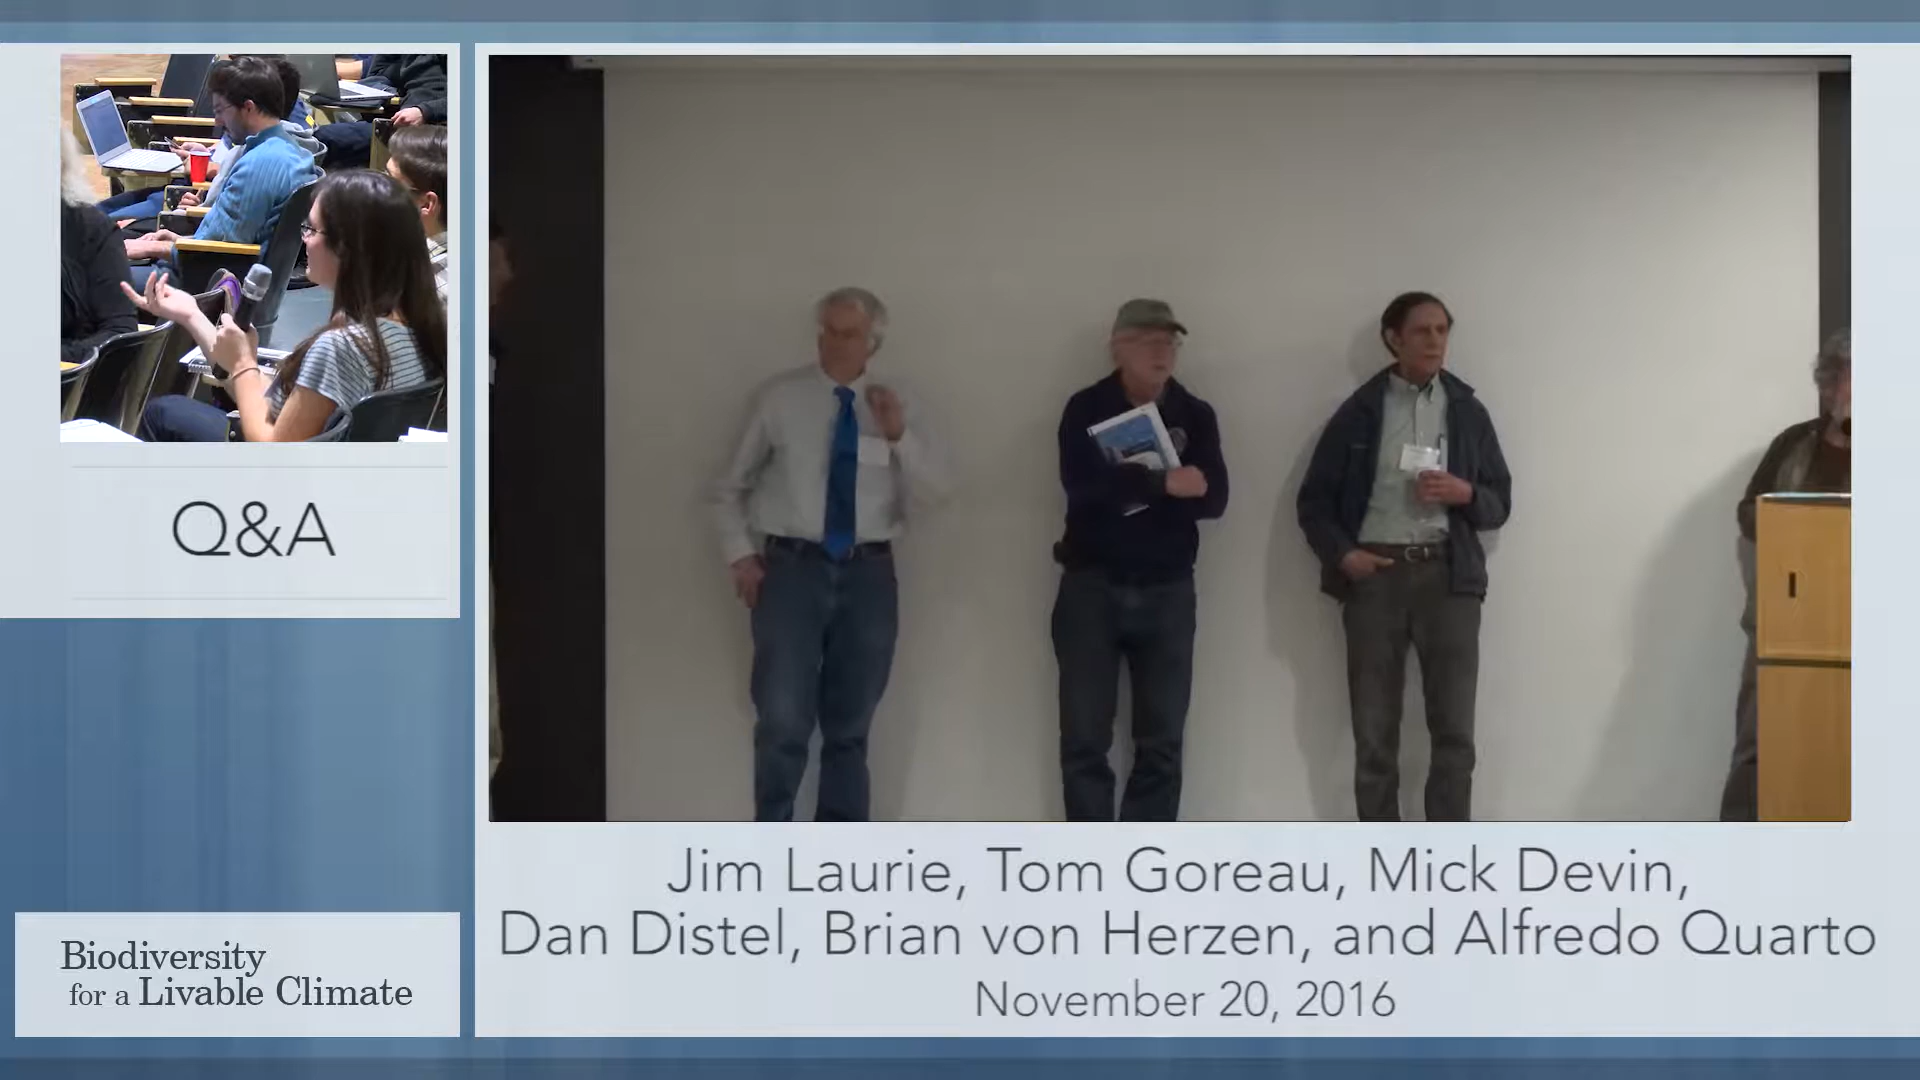 Q&A
Biodiversity
for a Livable Climate
Jim Laurie, Tom Goreau, Mick Devin,
Dan Distel, Brian von Herzen, and Alfredo Quarto
November 20, 2016